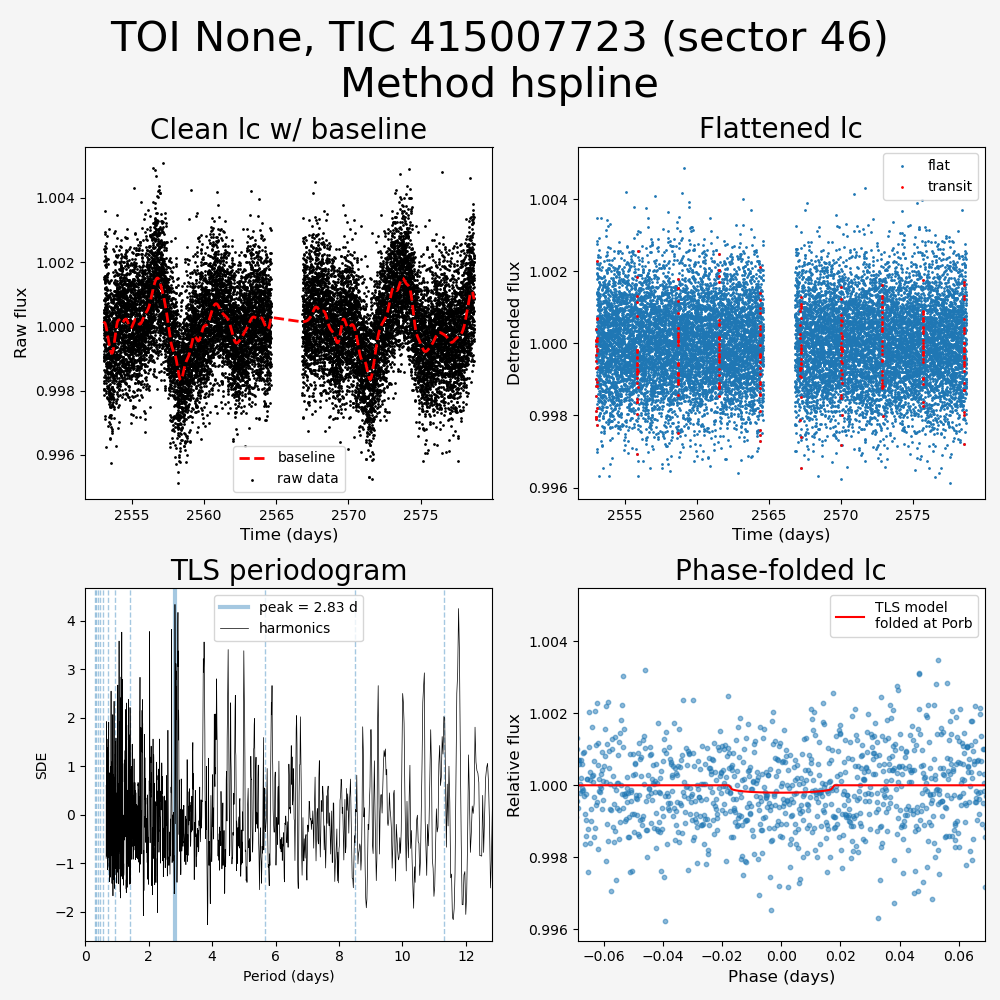 TOI None, TIC 415007723 (sector 46)
Method hspline
Clean lc w/ baseline
Raw flux
1.004
1.002
1.000
0.998
0.996
baseline
raw data
2555
2560
2565
2570
2575
Time (days)
Flattened lc
Detrended flux
1.004
1.002
1.000
0.998
0.996
flat
transit
2555
2560
2565
2570
2575
Time (days)
TLS periodogram
SDE
4
3
2
1
0
−1
−2
peak = 2.83 d
harmonics
0
2
4
6
8
10
12
Period (days)
Phase-folded lc
Relative flux
1.004
1.002
1.000
0.998
0.996
TLS model
folded at Porb
−0.06
−0.04
−0.02
0.00
0.02
0.04
0.06
Phase (days)